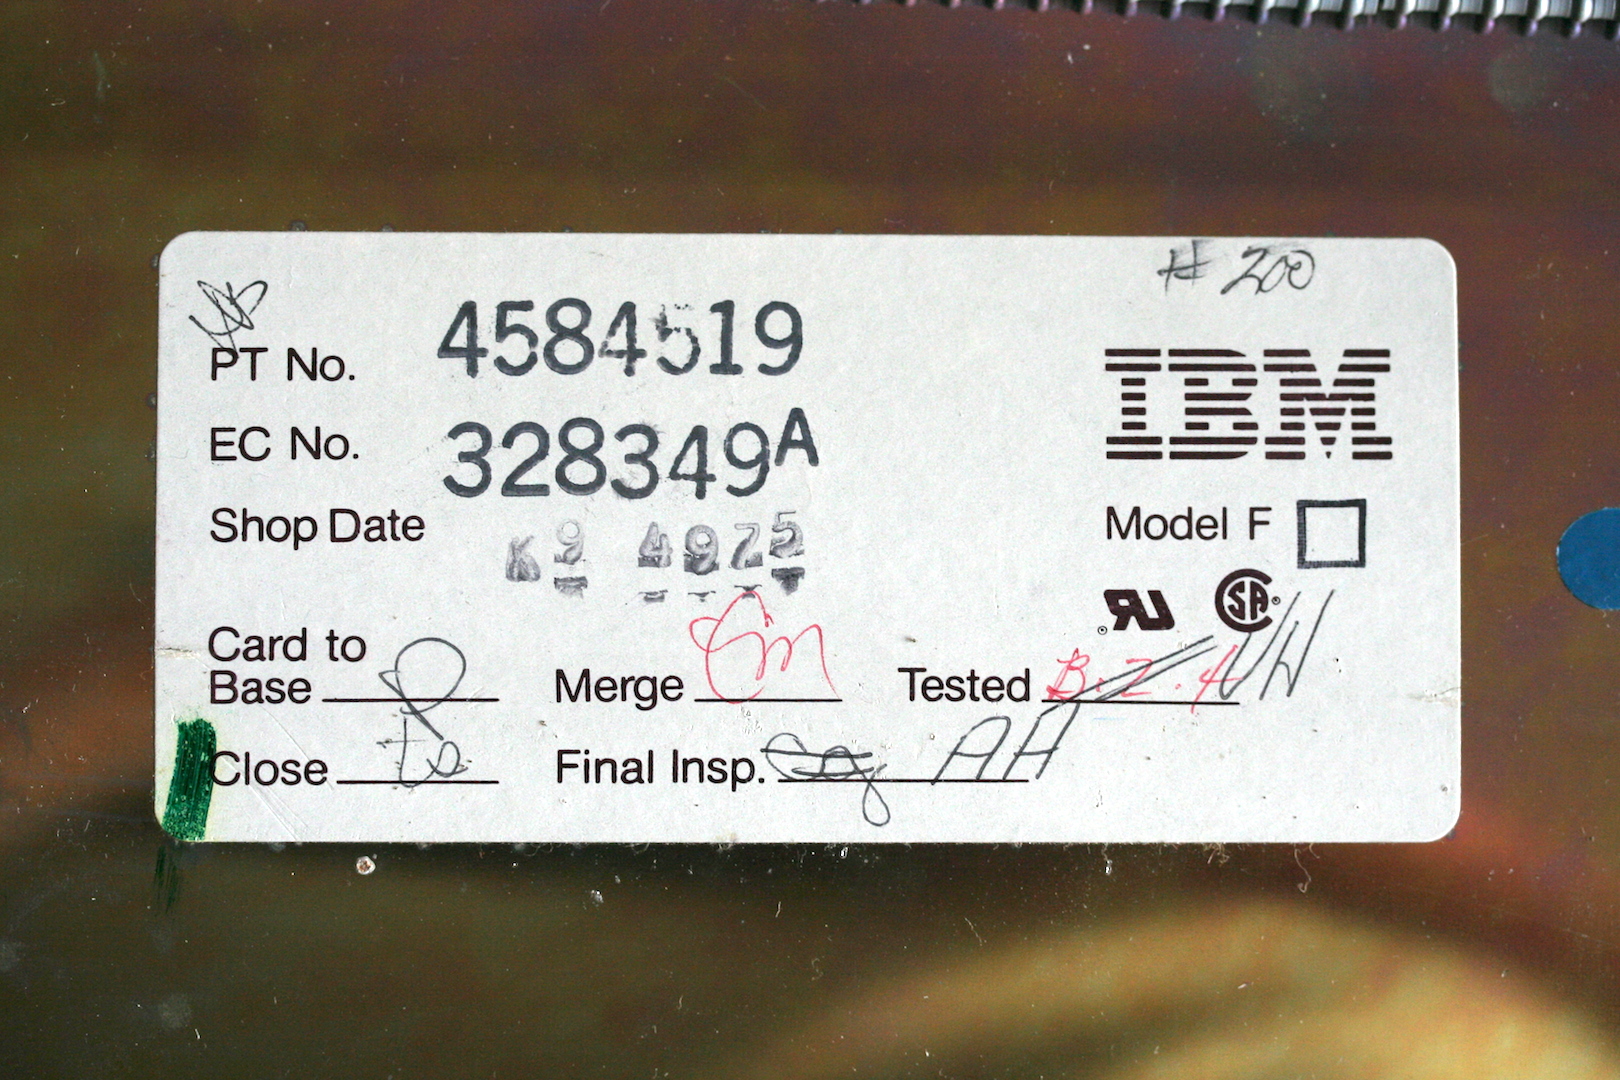 # 200
PT No. 4584519
EC No. 328349A
IBM
Shop Date K9 4975
Model F
Card to
Base Merge Tested B.Z.A VH
Close Final Insp. AH